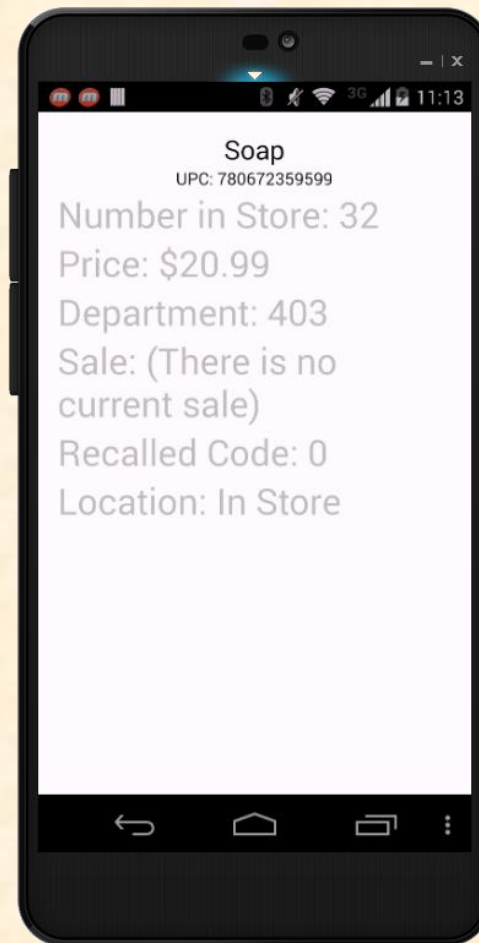 — | x
3G 11:13
Soap
UPC: 780672359599
Number in Store: 32
Price: $20.99
Department: 403
Sale: (There is no
current sale)
Recalled Code: 0
Location: In Store